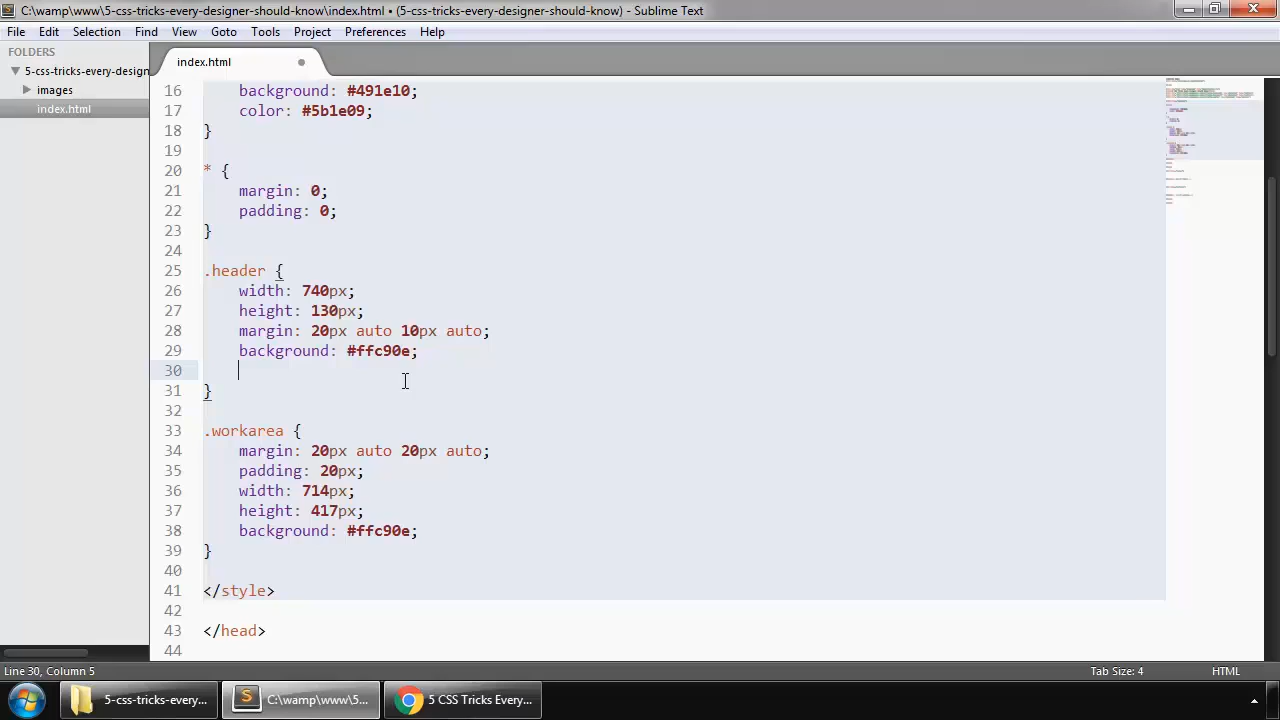 C:\wamp\www\5-css-tricks-every-designer-should-know\index.html • (5-css-tricks-every-designer-should-know) - Sublime Text
File Edit Selection Find View Goto Tools Project Preferences Help
FOLDERS
5-css-tricks-every-design
images
index.html
index.html
16 background: #491e10;
17 color: #5b1e09;
18 }
19
20 * {
21 margin: 0;
22 padding: 0;
23 }
24
25 .header {
26 width: 740px;
27 height: 130px;
28 margin: 20px auto 10px auto;
29 background: #ffc90e;
30
31 }
32
33 .workarea {
34 margin: 20px auto 20px auto;
35 padding: 20px;
36 width: 714px;
37 height: 417px;
38 background: #ffc90e;
39 }
40
41 </style>
42
43 </head>
44
Line 30, Column 5
Tab Size: 4
HTML
5-css-tricks-every...
C:\wamp\www\5...
5 CSS Tricks Every...